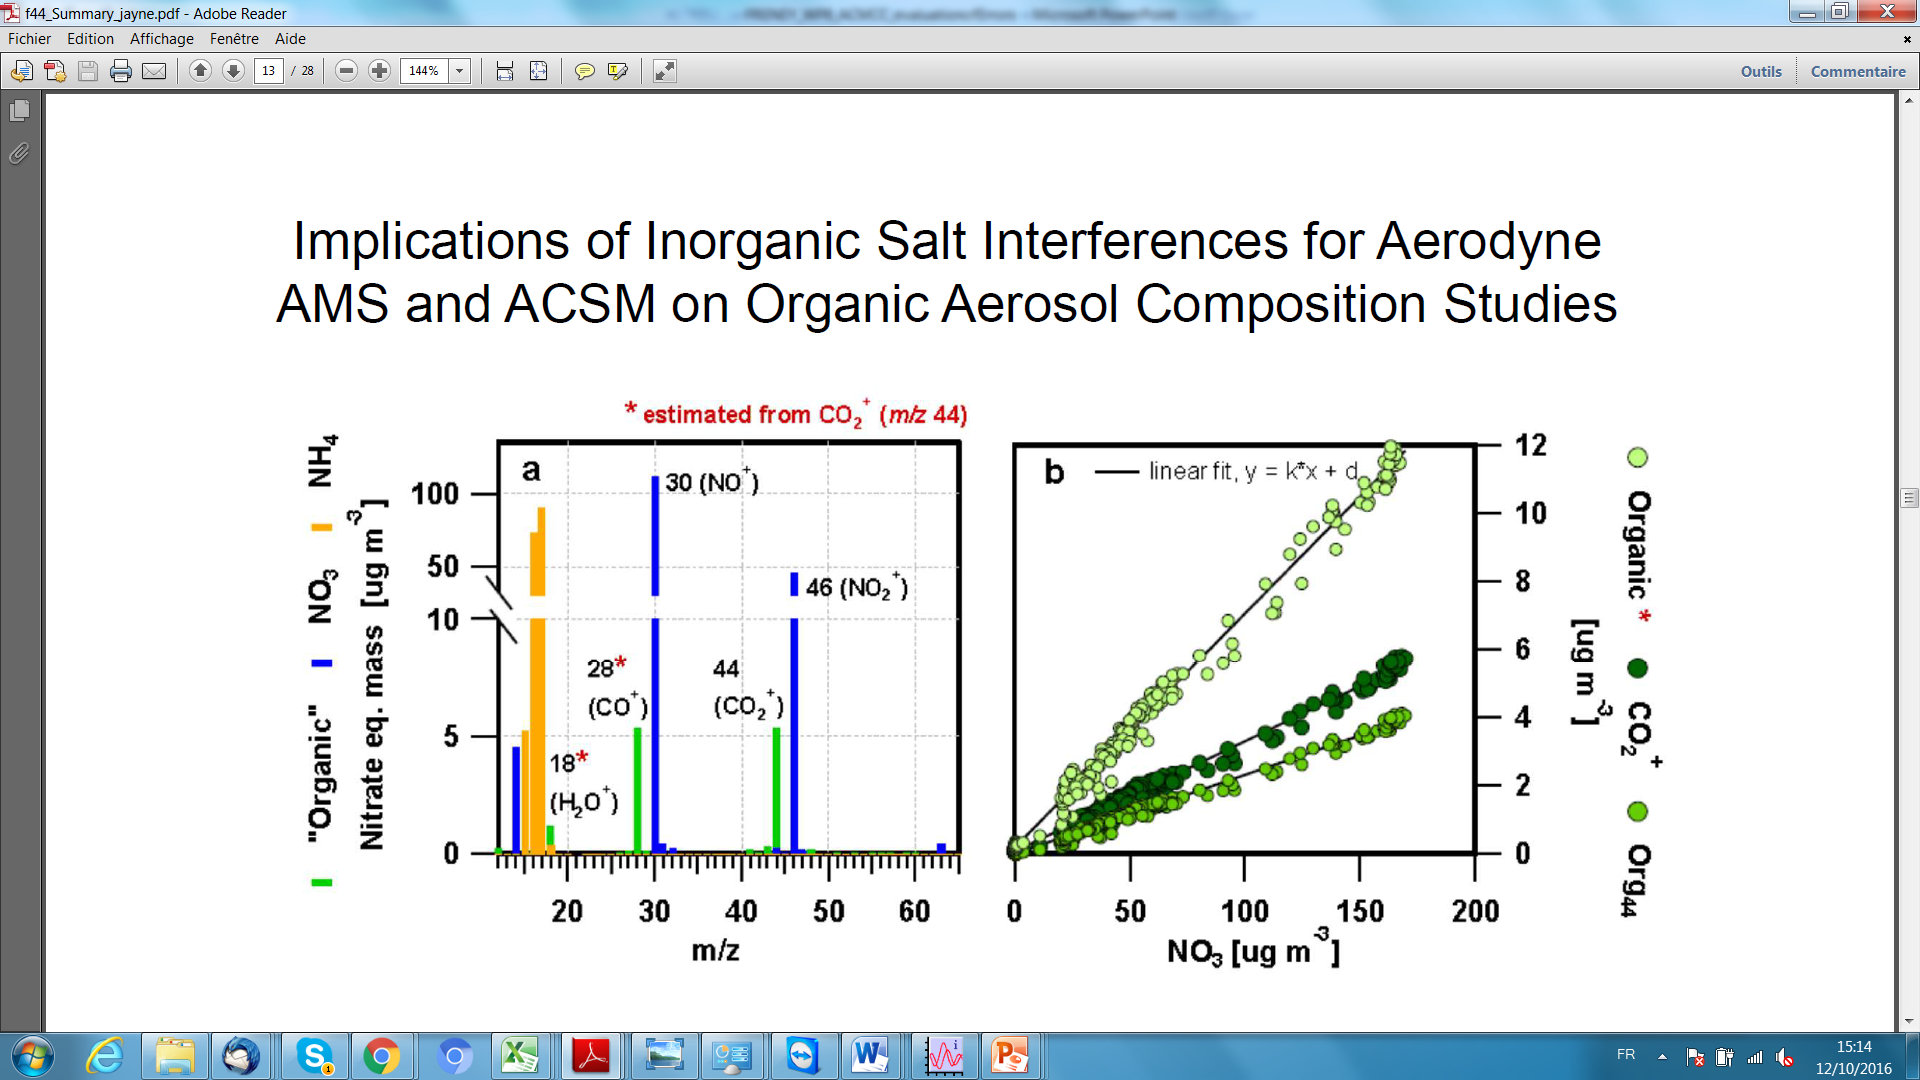 f44_Summary_jayne.pdf - Adobe Reader
Fichier Edition Affichage Fenêtre Aide
13 / 28 144% Outils Commentaire
Implications of Inorganic Salt Interferences for Aerodyne
AMS and ACSM on Organic Aerosol Composition Studies
* estimated from CO2+ (m/z 44)
"Organic" NO3 NH4
Nitrate eq. mass [ug m-3]
100
50
10
5
0
a
30 (NO+)
46 (NO2+)
28*
(CO+)
44
(CO2+)
18*
(H2O+)
20 30 40 50 60
m/z
b
linear fit, y = k*x + d
12
10
8
6
4
2
0
0 50 100 150 200
NO3 [ug m-3]
Organic * CO2+ Org44
[ug m-3]
FR
15:14
12/10/2016